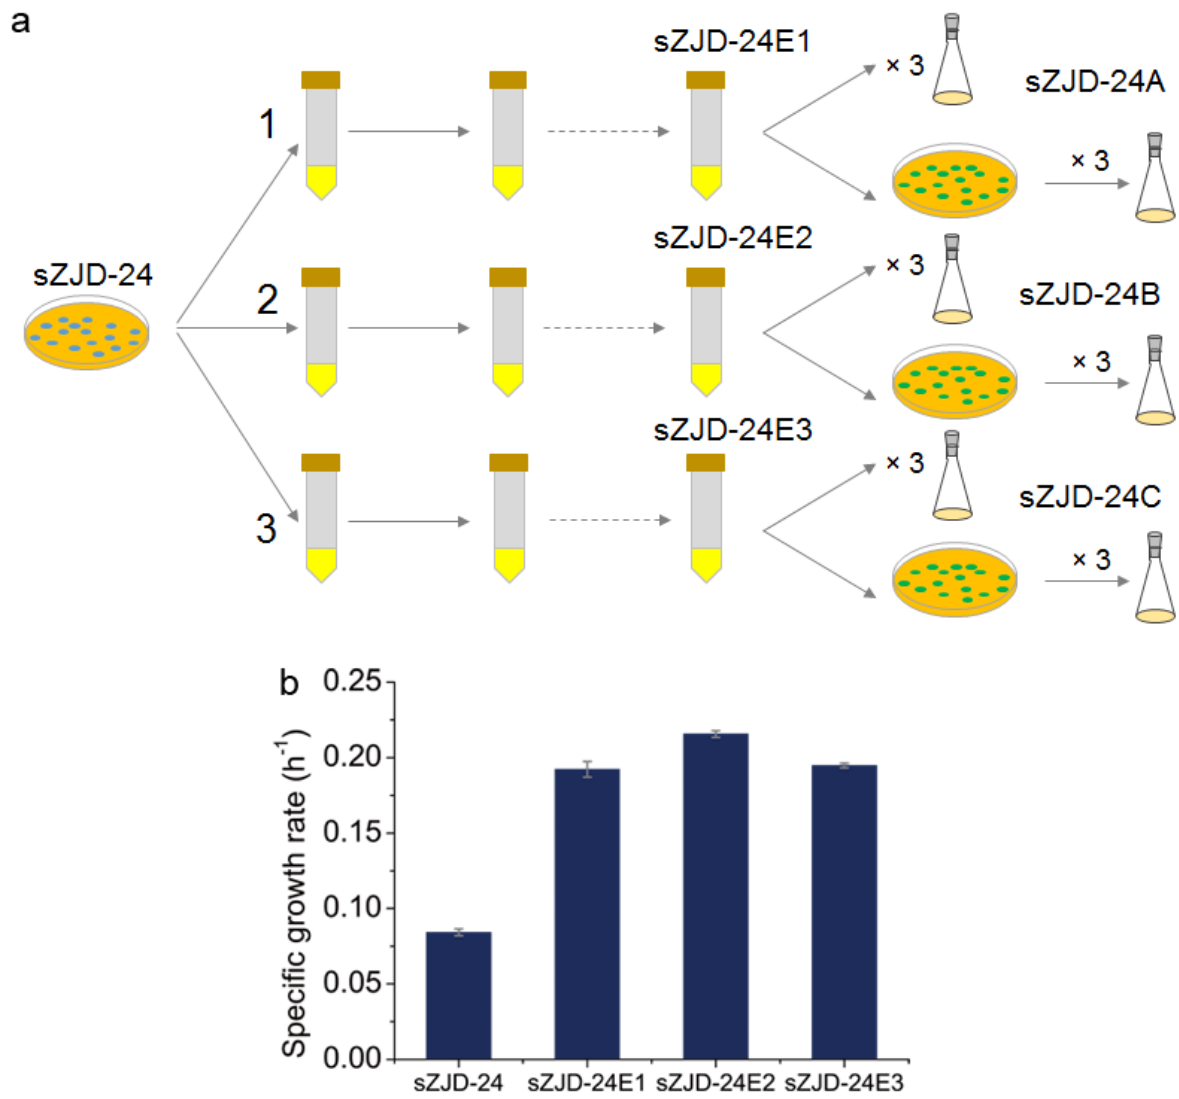 a
sZJD-24E1
× 3
sZJD-24A
1
× 3
sZJD-24E2
× 3
sZJD-24
2
sZJD-24B
× 3
sZJD-24E3
× 3
3
sZJD-24C
× 3
b
0.25
0.20
0.15
0.10
0.05
0.00
Specific growth rate (h⁻¹)
sZJD-24 sZJD-24E1 sZJD-24E2 sZJD-24E3